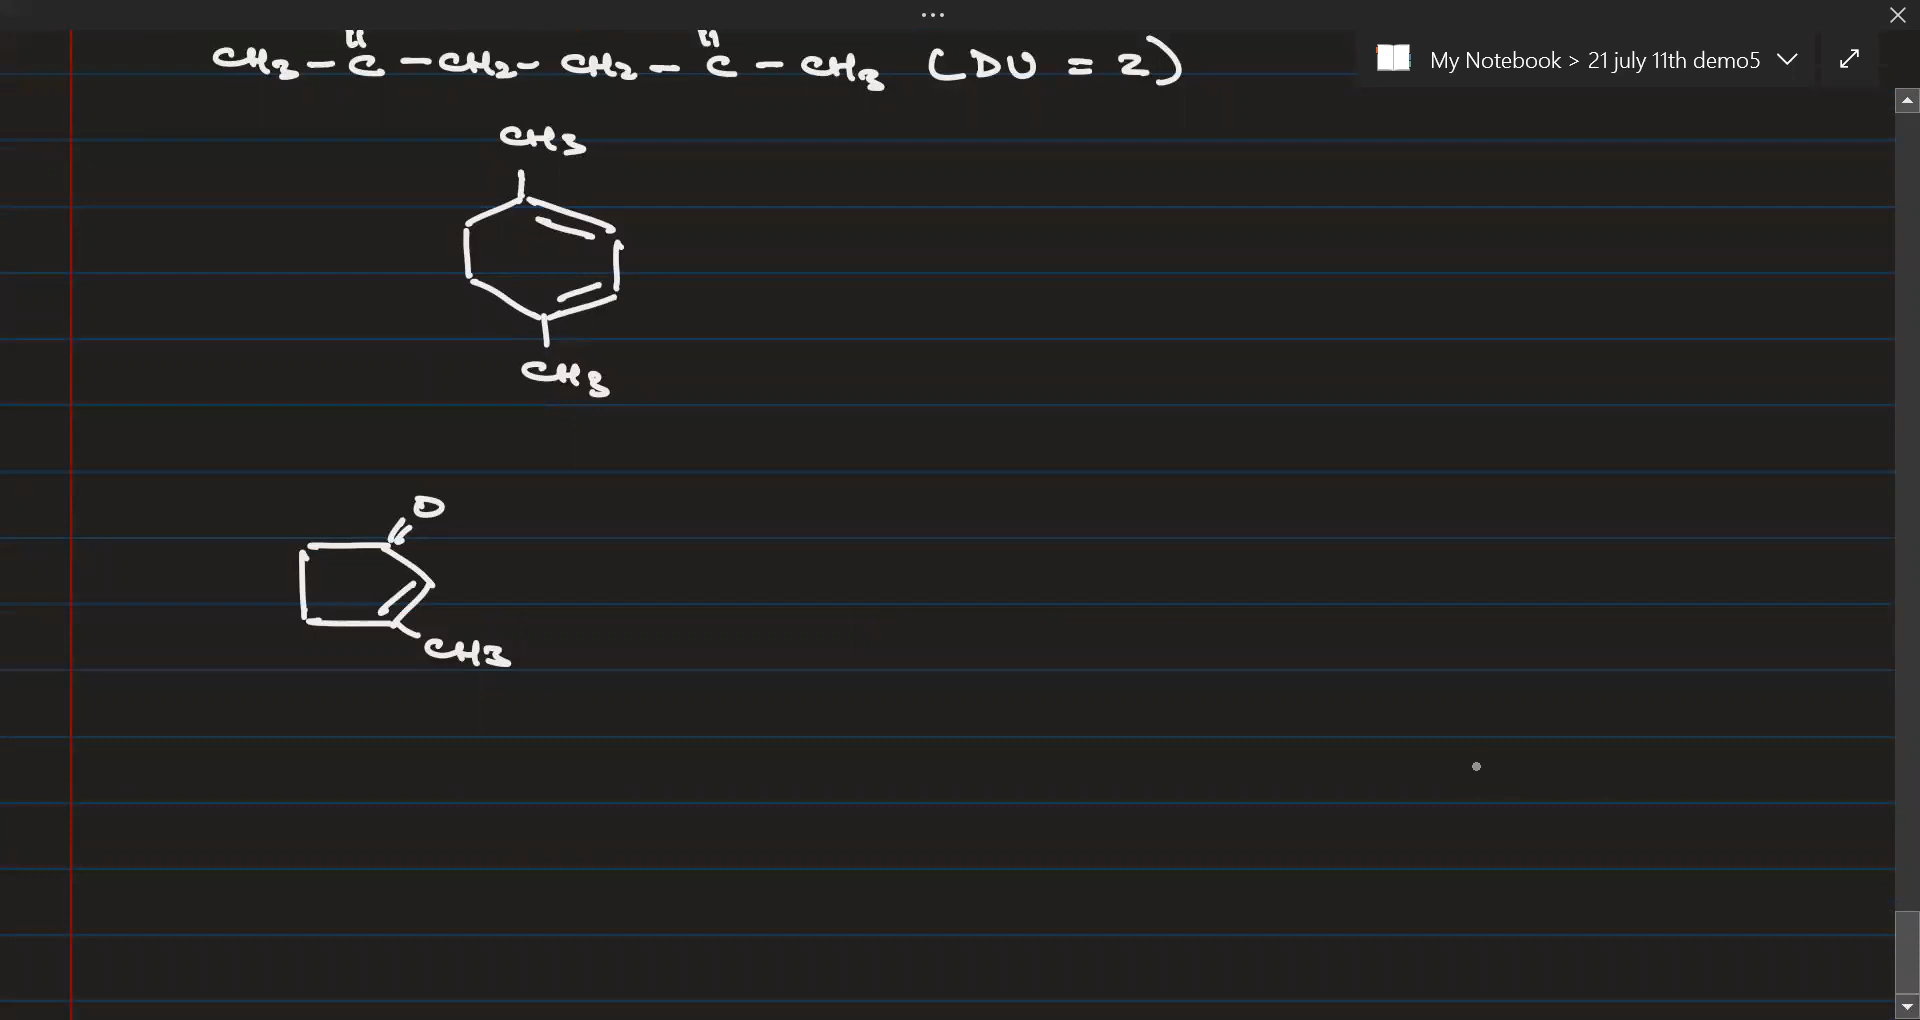 My Notebook > 21 july 11th demo5
CH3-C-CH2-CH2-C-CH3 (DU = 2)
CH3
CH3
O
CH3